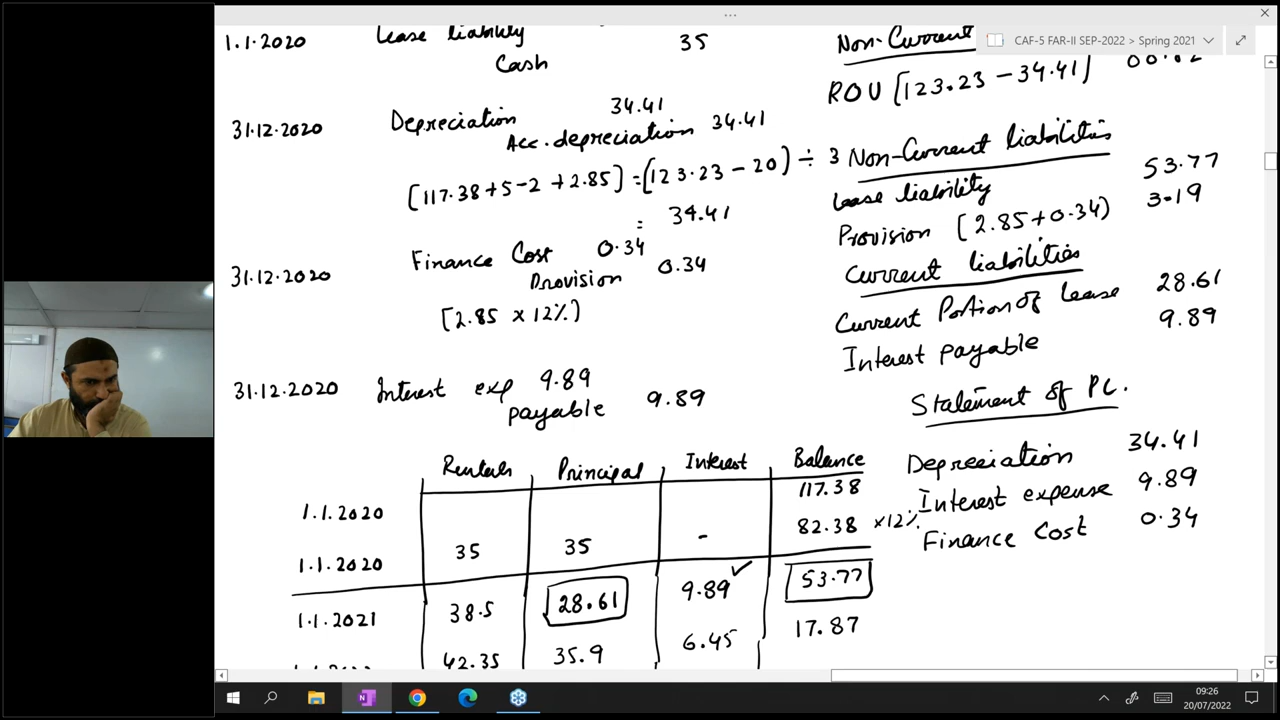 CAF-5 FAR-II SEP-2022 > Spring 2021
1.1.2020 Lease liability
35
Cash
31.12.2020 Depreciation 34.41
Acc. depreciation 34.41
[117.38+5-2+2.85] = (123.23 - 20) ÷ 3
= 34.41
31.12.2020 Finance Cost 0.34
Provision 0.34
[2.85 x 12%]
31.12.2020 Interest exp 9.89
payable 9.89
Rentals Principal Interest Balance
1.1.2020 117.38
1.1.2020 35 35 - 82.38 x12%
1.1.2021 38.5 28.61 9.89 ✓ 53.77
42.35 35.9 6.45 17.87
Non-Current
ROU [123.23 - 34.41]
Non-Current liabilities
Lease liability 53.77
Provision (2.85+0.34) 3.19
Current liabilities
Current Portion of Lease 28.61
Interest payable 9.89
Statement of PL.
Depreciation 34.41
Interest expense 9.89
Finance Cost 0.34
09:26
20/07/2022